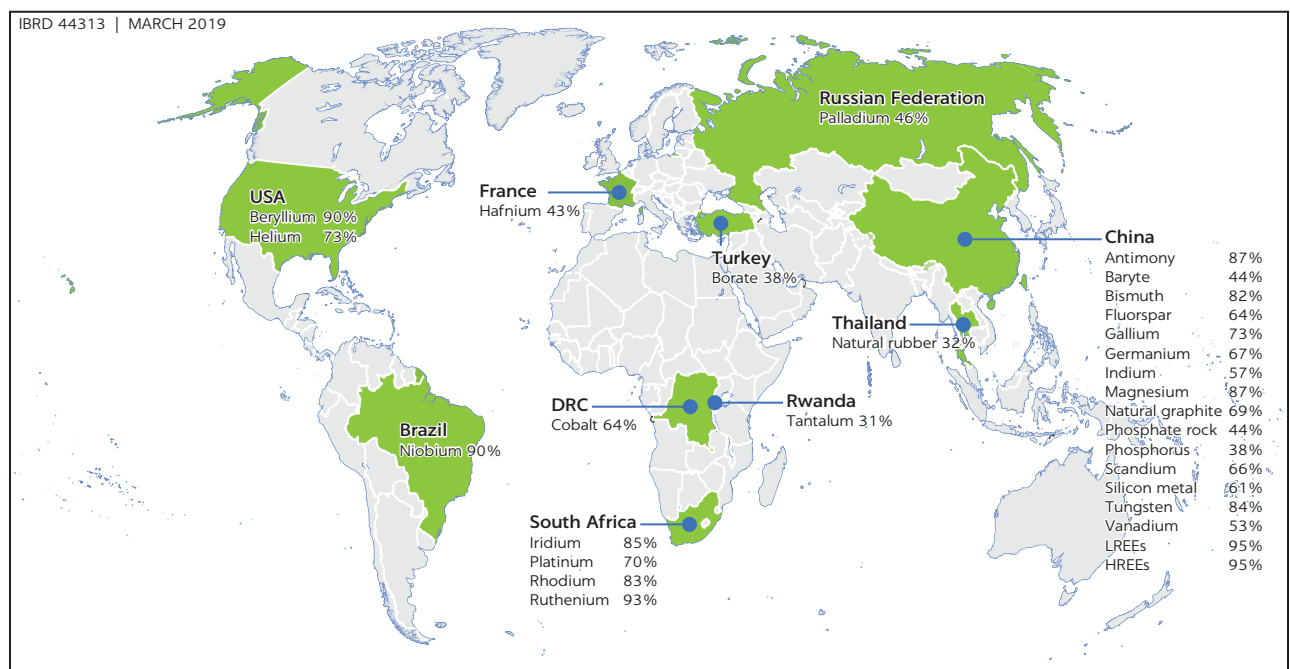 IBRD 44313 | MARCH 2019
Russian Federation
Palladium 46%
USA
Beryllium 90%
Helium 73%
France
Hafnium 43%
Turkey
Borate 38%
China
Antimony 87%
Baryte 44%
Bismuth 82%
Fluorspar 64%
Gallium 73%
Germanium 67%
Indium 57%
Magnesium 87%
Natural graphite 69%
Phosphate rock 44%
Phosphorus 38%
Scandium 66%
Silicon metal 61%
Tungsten 84%
Vanadium 53%
LREEs 95%
HREEs 95%
Thailand
Natural rubber 32%
DRC
Cobalt 64%
Rwanda
Tantalum 31%
Brazil
Niobium 90%
South Africa
Iridium 85%
Platinum 70%
Rhodium 83%
Ruthenium 93%